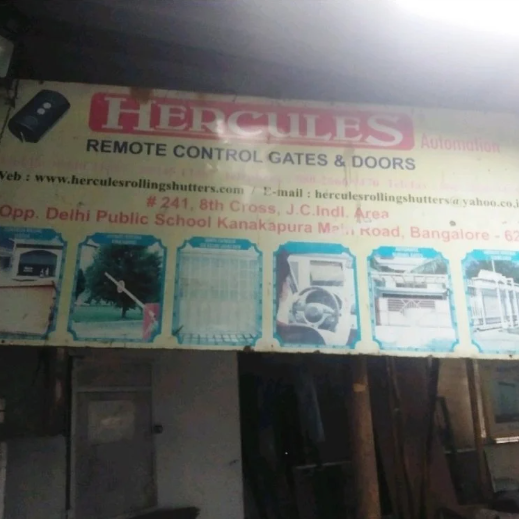 HERCULES Automation
REMOTE CONTROL GATES & DOORS
Web : www.herculesrollingshutters.com / E-mail : herculesrollingshutters@yahoo.co.i
# 241, 8th Cross, J.C.Indl. Area
Opp. Delhi Public School Kanakapura Main Road, Bangalore - 62